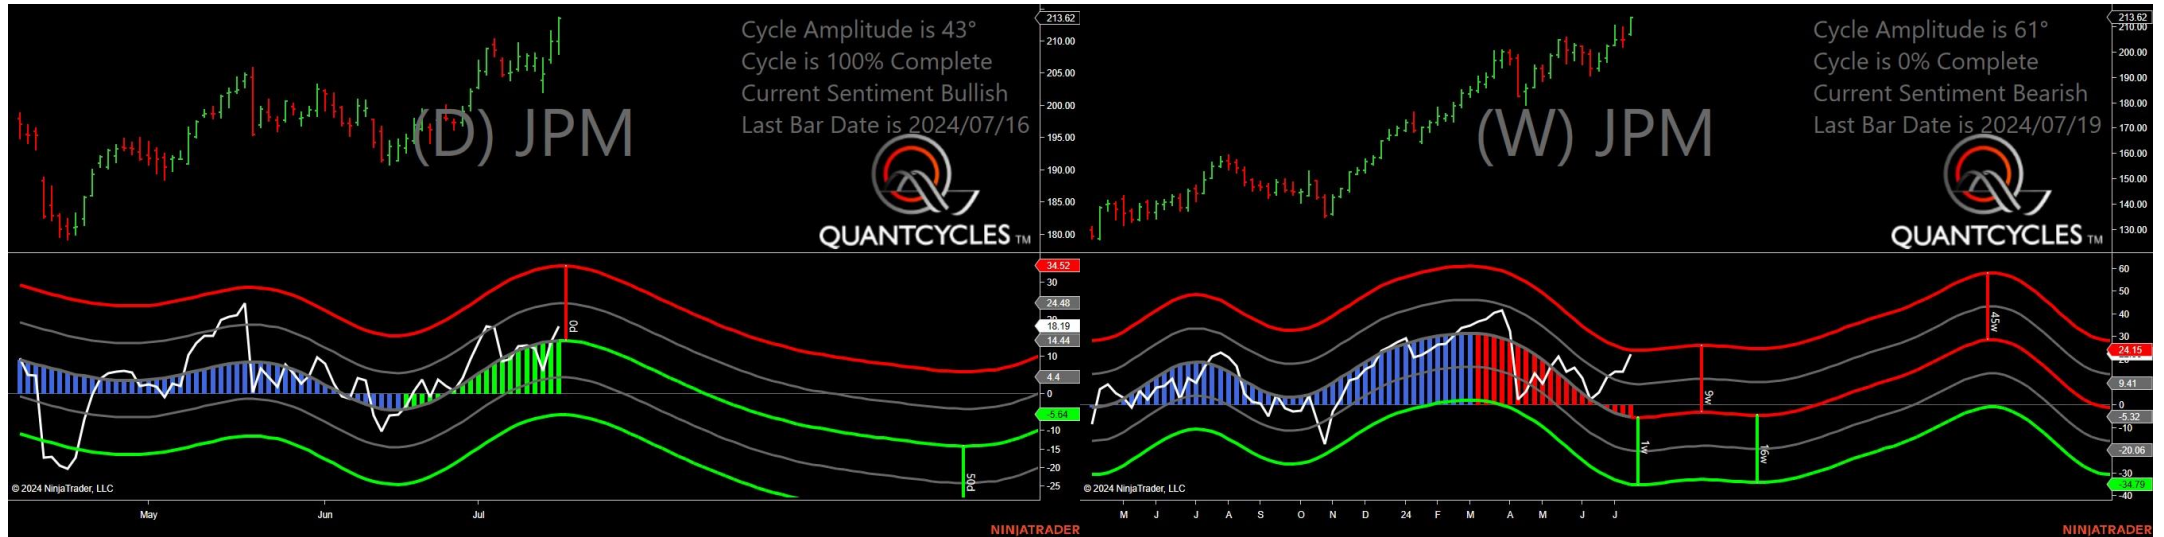 Cycle Amplitude is 43°
Cycle is 100% Complete
Current Sentiment Bullish
Last Bar Date is 2024/07/16
(D) JPM
QUANTCYCLES TM
213.62
210.00
205.00
200.00
195.00
190.00
185.00
180.00
34.52
30
24.48
18.19
14.44
10
4.4
0
-5.64
-10
-15
-20
-25
0d
50d
© 2024 NinjaTrader, LLC
May
Jun
Jul
NINJATRADER
Cycle Amplitude is 61°
Cycle is 0% Complete
Current Sentiment Bearish
Last Bar Date is 2024/07/19
(W) JPM
QUANTCYCLES TM
213.62
210.00
200.00
190.00
180.00
170.00
160.00
150.00
140.00
130.00
60
50
40
30
24.15
9.41
0
-5.32
-10
-20.06
-30
-34.79
-40
1w
9w
16w
45w
© 2024 NinjaTrader, LLC
M
J
J
A
S
O
N
D
24
F
M
A
M
J
J
NINJATRADER